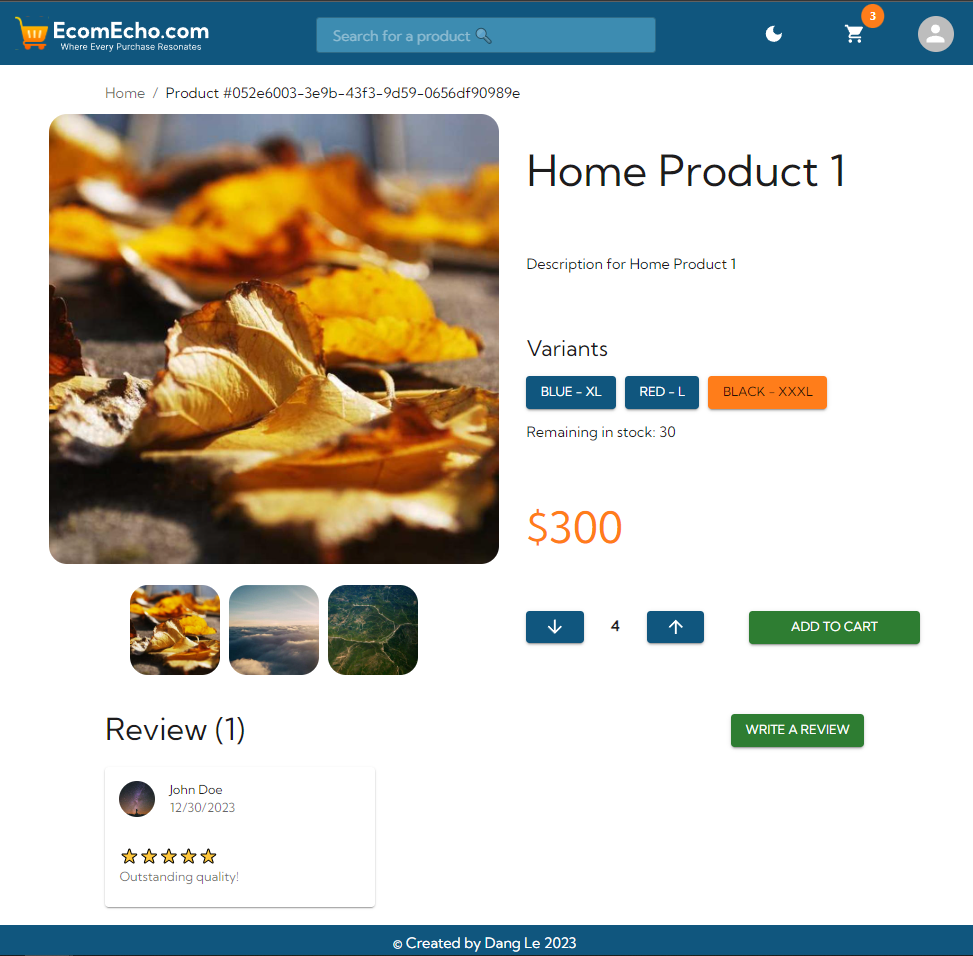 EcomEcho.com
Where Every Purchase Resonates
Search for a product 🔍
3
Home / Product #052e6003-3e9b-43f3-9d59-0656df90989e
Home Product 1
Description for Home Product 1
Variants
BLUE - XL
RED - L
BLACK - XXXL
Remaining in stock: 30
$300
4
ADD TO CART
Review (1)
WRITE A REVIEW
John Doe
12/30/2023
Outstanding quality!
© Created by Dang Le 2023